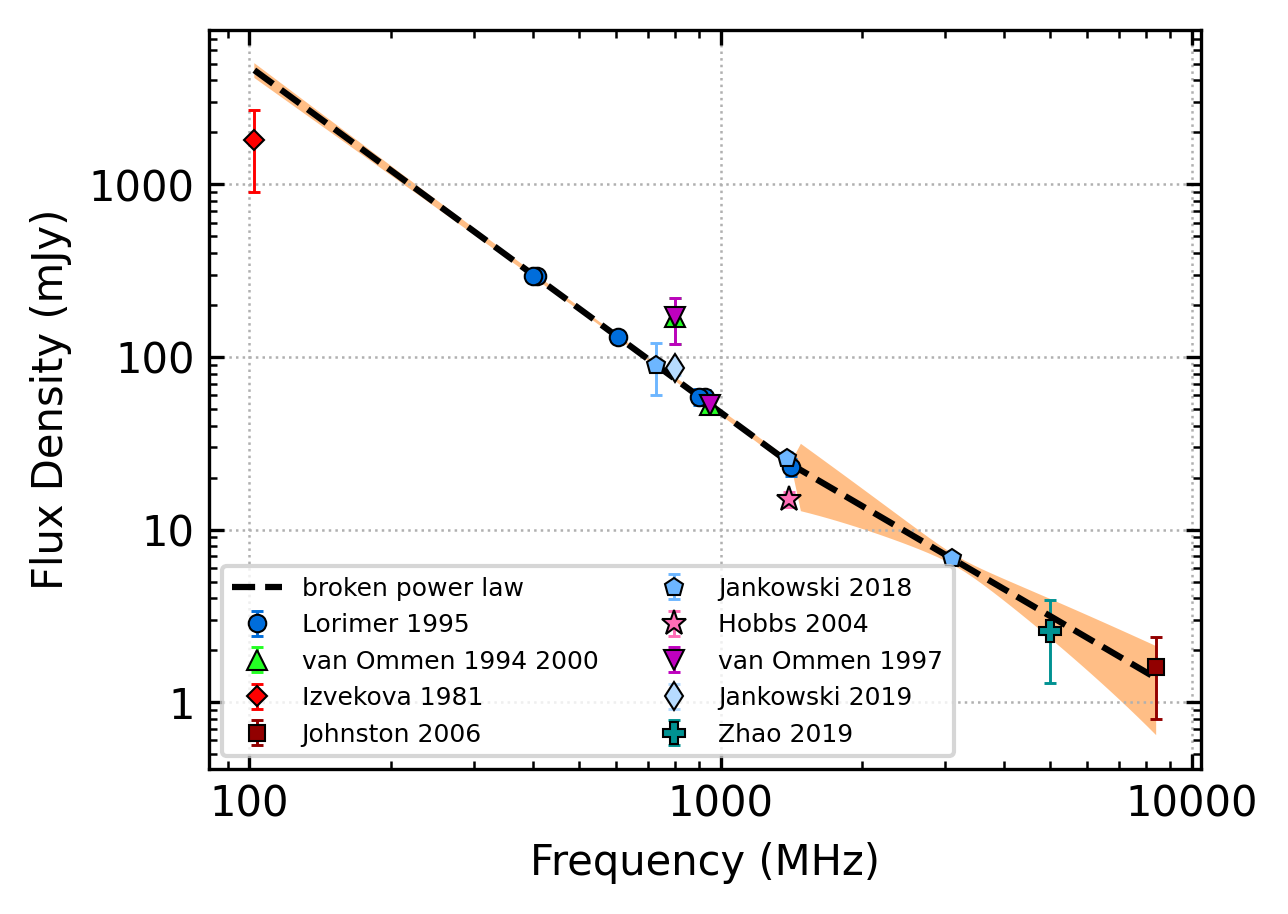 Flux Density (mJy)
1000
100
10
1
broken power law
Lorimer 1995
van Ommen 1994 2000
Izvekova 1981
Johnston 2006
Jankowski 2018
Hobbs 2004
van Ommen 1997
Jankowski 2019
Zhao 2019
100
1000
10000
Frequency (MHz)